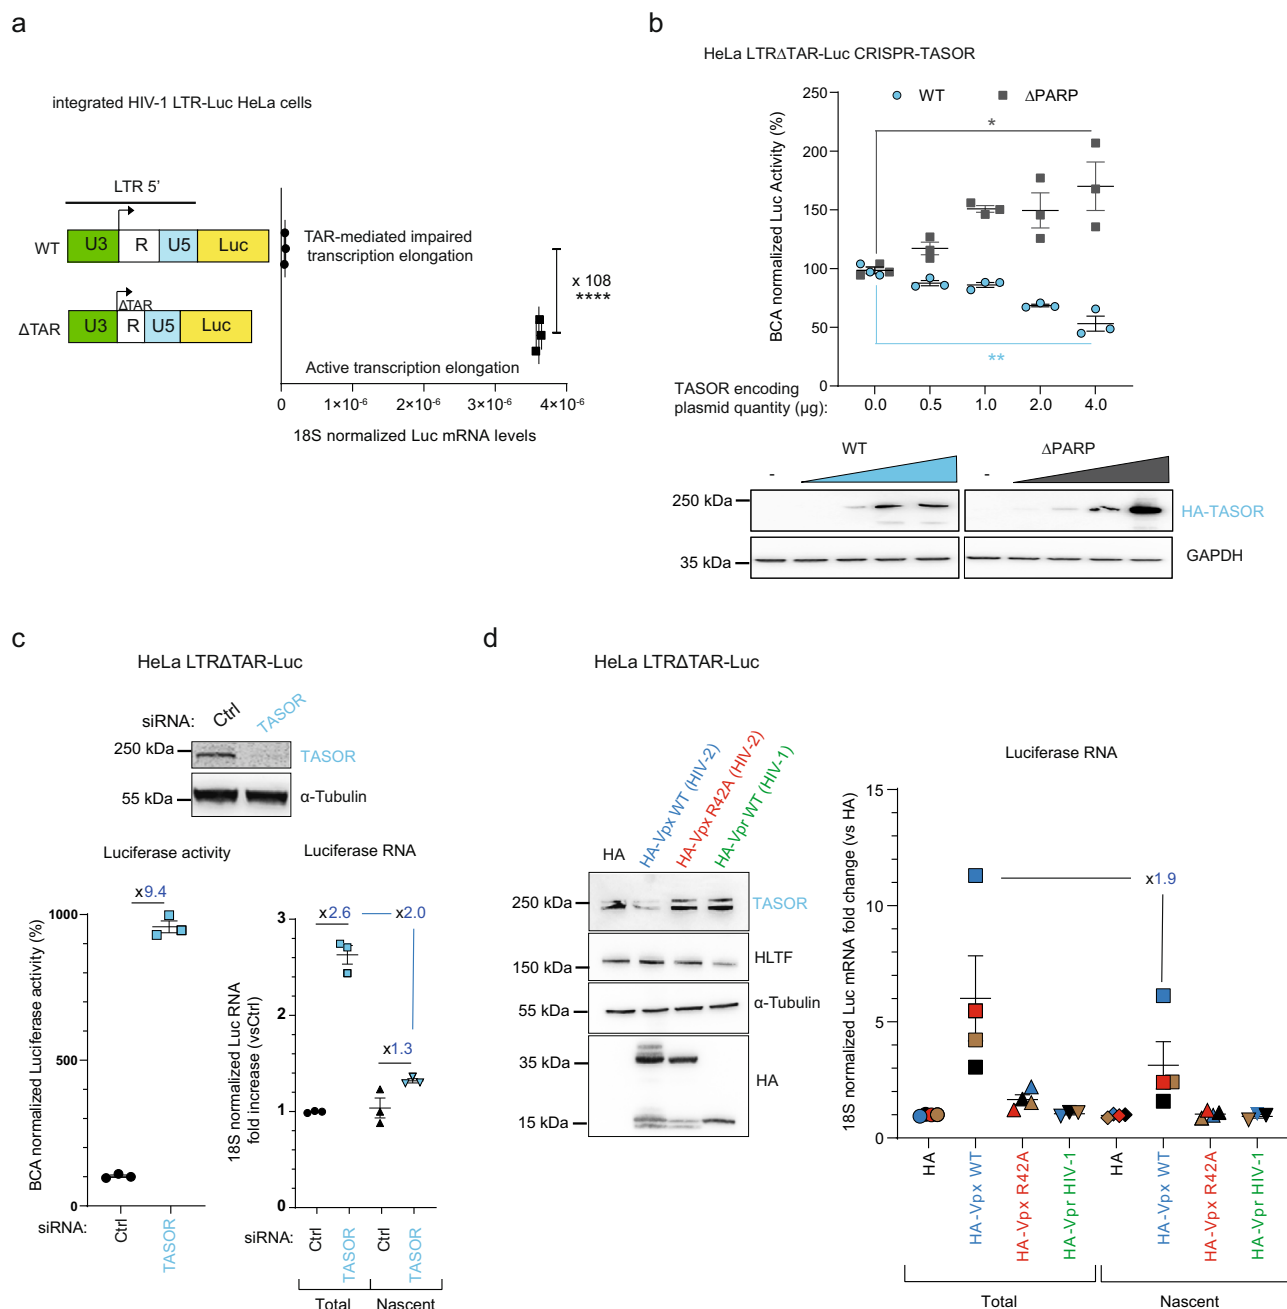 a
integrated HIV-1 LTR-Luc HeLa cells
LTR 5'
WT U3 R U5 Luc
ΔTAR
ΔTAR U3 R U5 Luc
TAR-mediated impaired
transcription elongation
x 108
****
Active transcription elongation
0 1×10⁻⁶ 2×10⁻⁶ 3×10⁻⁶ 4×10⁻⁶
18S normalized Luc mRNA levels
b
HeLa LTRΔTAR-Luc CRISPR-TASOR
BCA normalized Luc Activity (%)
250
200
150
100
50
0
WT ΔPARP
*
**
TASOR encoding
plasmid quantity (µg):
0.0 0.5 1.0 2.0 4.0
WT ΔPARP
- -
250 kDa
HA-TASOR
35 kDa
GAPDH
c
HeLa LTRΔTAR-Luc
siRNA: Ctrl TASOR
250 kDa
TASOR
55 kDa
α-Tubulin
Luciferase activity
BCA normalized Luciferase activity (%)
1000
500
0
x9.4
siRNA: Ctrl TASOR
Luciferase RNA
18S normalized Luc RNA
fold increase (vsCtrl)
3
2
1
0
x2.6 x2.0
x1.3
siRNA: Ctrl TASOR Ctrl TASOR
Total Nascent
d
HeLa LTRΔTAR-Luc
HA HA-Vpx WT (HIV-2) HA-Vpx R42A (HIV-2) HA-Vpr WT (HIV-1)
250 kDa
TASOR
150 kDa
HLTF
55 kDa
α-Tubulin
35 kDa
HA
15 kDa
Luciferase RNA
18S normalized Luc mRNA fold change (vs HA)
15
10
5
0
x1.9
HA HA-Vpx WT HA-Vpx R42A HA-Vpr HIV-1 HA HA-Vpx WT HA-Vpx R42A HA-Vpr HIV-1
Total Nascent